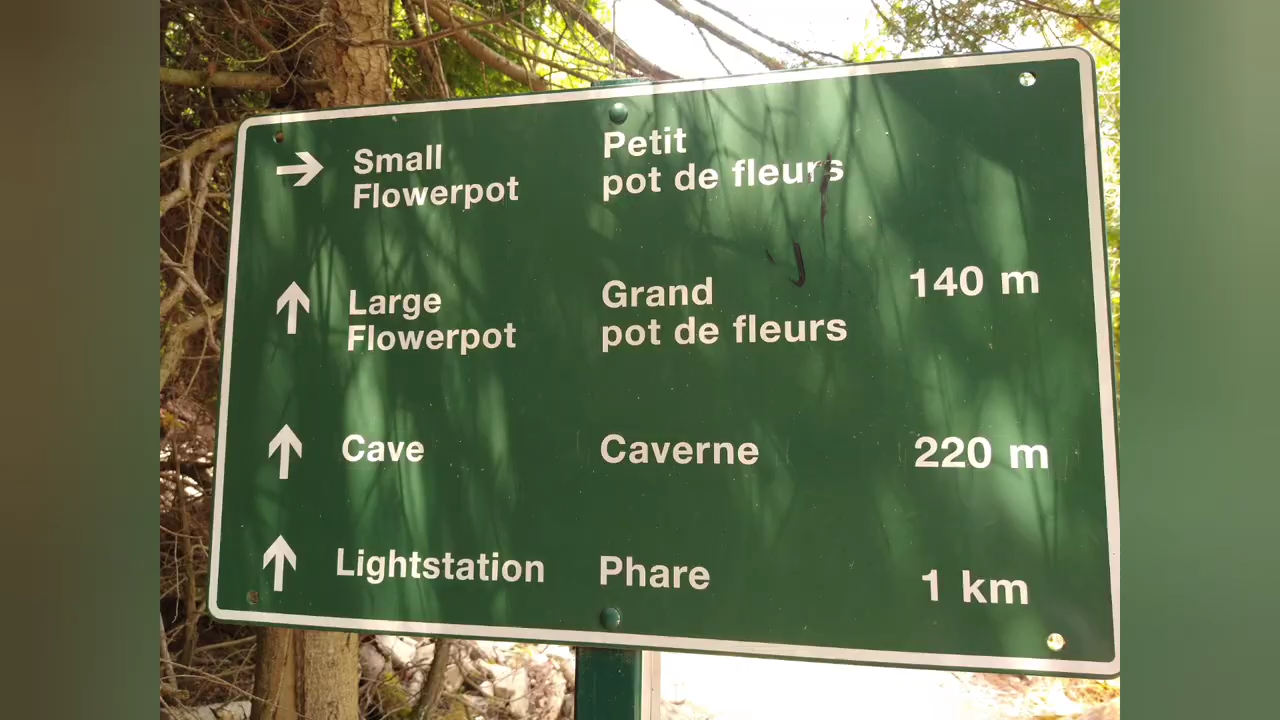 Small Petit
Flowerpot pot de fleurs
Large Grand 140 m
Flowerpot pot de fleurs
Cave Caverne 220 m
Lightstation Phare 1 km